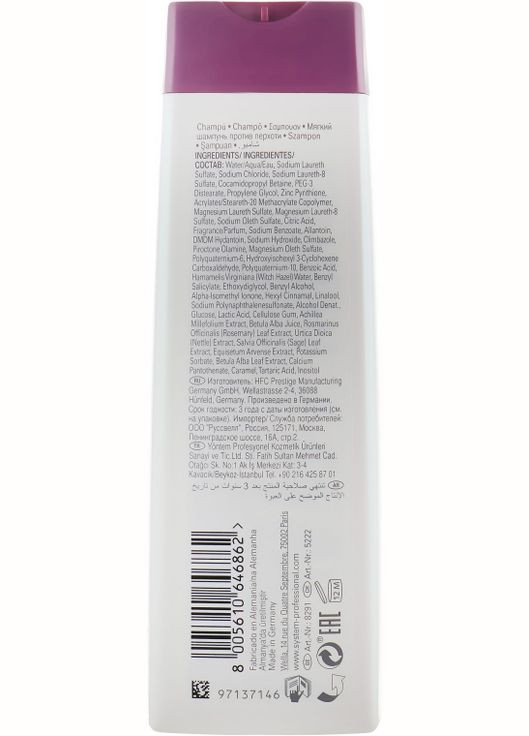 Champú • Champô • Σαμπουάν • Мягкий
шампунь против перхоти • Szampon
• Şampuan • شامبو.
INGREDIENTS/ INGREDIENTES/
СОСТАВ: Water/Aqua/Eau, Sodium Laureth
Sulfate, Sodium Chloride, Sodium Laureth-8
Sulfate, Cocamidopropyl Betaine, PEG-3
Distearate, Propylene Glycol, Zinc Pyrithione,
Acrylates/Steareth-20 Methacrylate Copolymer,
Magnesium Laureth Sulfate, Magnesium Laureth-8
Sulfate, Sodium Oleth Sulfate, Citric Acid,
Fragrance/Parfum, Sodium Benzoate, Allantoin,
DMDM Hydantoin, Sodium Hydroxide, Climbazole,
Piroctone Olamine, Magnesium Oleth Sulfate,
Polyquaternium-6, Hydroxyisohexyl 3-Cyclohexene
Carboxaldehyde, Polyquaternium-10, Benzoic Acid,
Hamamelis Virginiana (Witch Hazel) Water, Benzyl
Salicylate, Ethoxydiglycol, Benzyl Alcohol,
Alpha-Isomethyl Ionone, Hexyl Cinnamal, Linalool,
Sodium Polynaphthalenesulfonate, Alcohol Denat.,
Glucose, Lactic Acid, Cellulose Gum, Achillea
Millefolium Extract, Betula Alba Juice, Rosmarinus
Officinalis (Rosemary) Leaf Extract, Urtica Dioica
(Nettle) Extract, Salvia Officinalis (Sage) Leaf
Extract, Equisetum Arvense Extract, Potassium
Sorbate, Betula Alba Leaf Extract, Calcium
Pantothenate, Caramel, Tartaric Acid, Inositol
RU Изготовитель: HFC Prestige Manufacturing
Germany GmbH, Wellastrasse 2-4, 36088
Hünfeld, Germany. Произведено в Германии.
Срок годности: 3 года с даты изготовления (см.
на упаковке). Импортер/ Служба потребителей:
ООО "Руссвелл", Россия, 125171, Москва,
Ленинградское шоссе, 16А, стр.2.
TR Yöntem Profesyonel Kozmetik Ürünleri
Sanayi ve Tic.Ltd. Sti. Fatih Sultan Mehmet Cad.
Otağcı Sk. No:1 Ak İş Merkezi Kat: 3-4
Kavacık/Beykoz-İstanbul Tel:+90 216 425 87 01
AR تنتهي صلاحية المنتج بعد 3 سنوات من تاريخ
الإنتاج الموضح على العبوة
8 005610 646862 >
Fabricado en Alemania/na Alemanha
Almanya'da üretilmiştir
Made in Germany
Wella, 14 rue du Quatre Septembre, 75002 Paris
www.system-professional.com
Art.-Nr. 8291 Art.-Nr. 5222
EAC
12 M
97137146